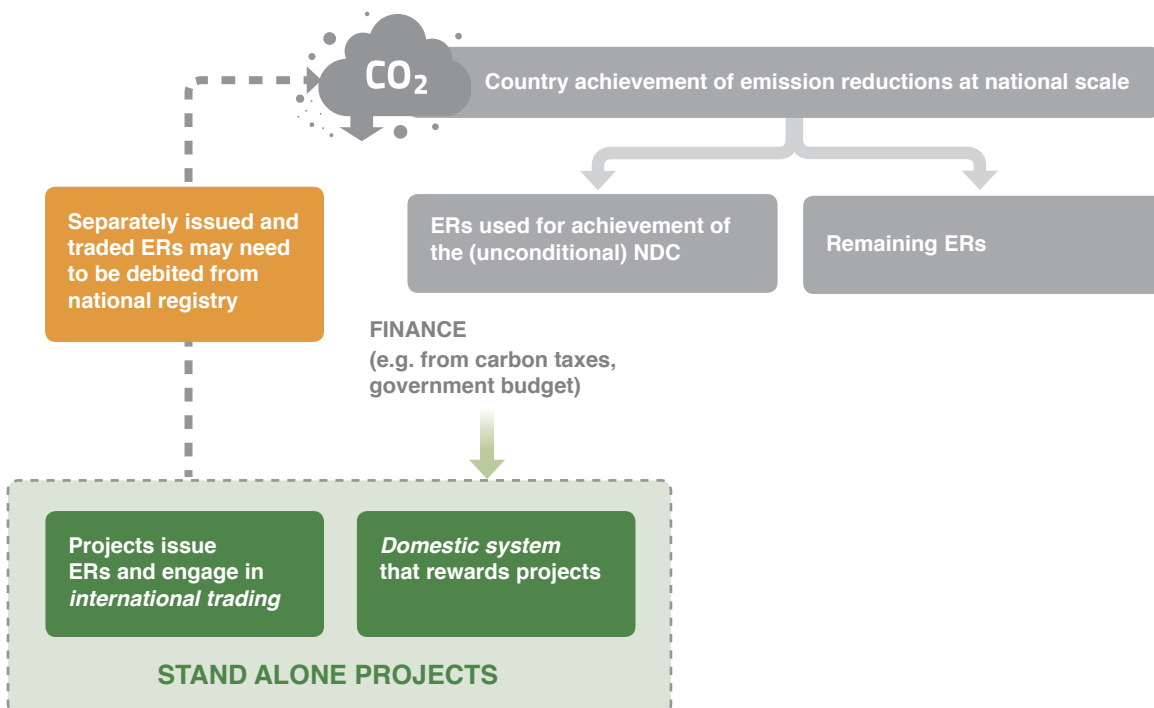 CO2
Country achievement of emission reductions at national scale
Separately issued and
traded ERs may need
to be debited from
national registry
ERs used for achievement of
the (unconditional) NDC
Remaining ERs
FINANCE
(e.g. from carbon taxes,
government budget)
Projects issue
ERs and engage in
international trading
Domestic system
that rewards projects
STAND ALONE PROJECTS